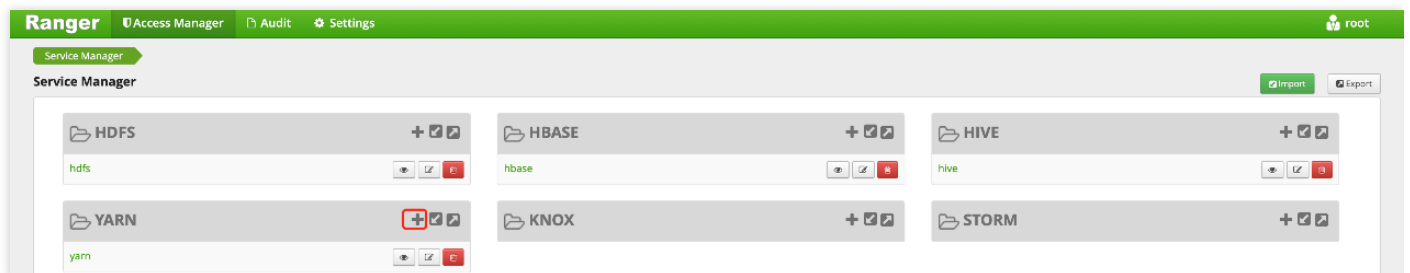 Ranger Access Manager Audit Settings root
Service Manager
Service Manager Import Export
HDFS HBASE HIVE
hdfs hbase hive
YARN KNOX STORM
yarn